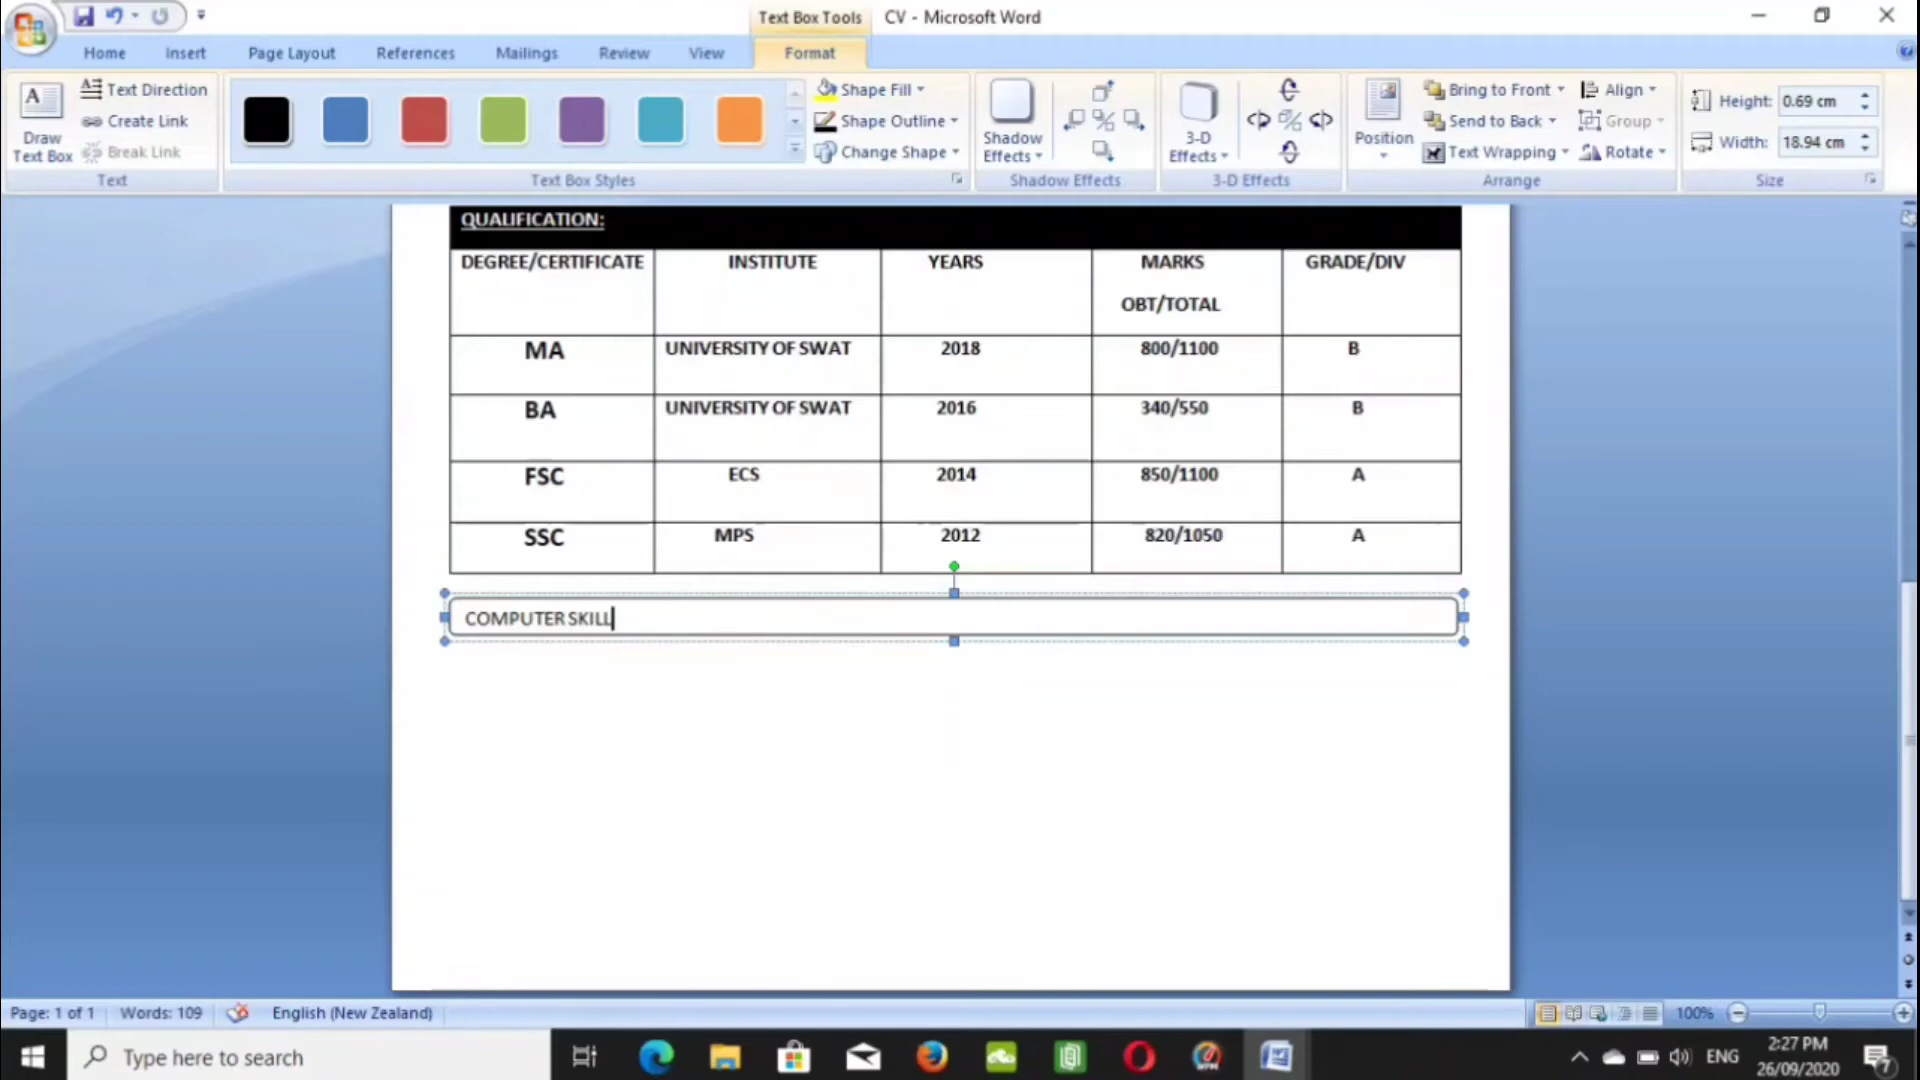 Text Box Tools CV - Microsoft Word
Home Insert Page Layout References Mailings Review View Format
A Text Direction Shape Fill Bring to Front Align Height: 0.69 cm
Draw Text Box Create Link Shape Outline Shadow Effects 3-D Effects Position Send to Back Group Width: 18.94 cm
Break Link Change Shape Text Wrapping Rotate
Text Text Box Styles Shadow Effects 3-D Effects Arrange Size
QUALIFICATION:
DEGREE/CERTIFICATE INSTITUTE YEARS MARKS GRADE/DIV
OBT/TOTAL
MA UNIVERSITY OF SWAT 2018 800/1100 B
BA UNIVERSITY OF SWAT 2016 340/550 B
FSC ECS 2014 850/1100 A
SSC MPS 2012 820/1050 A
COMPUTER SKILL
Page: 1 of 1 Words: 109 English (New Zealand) 100%
Type here to search ENG 2:27 PM
26/09/2020 7